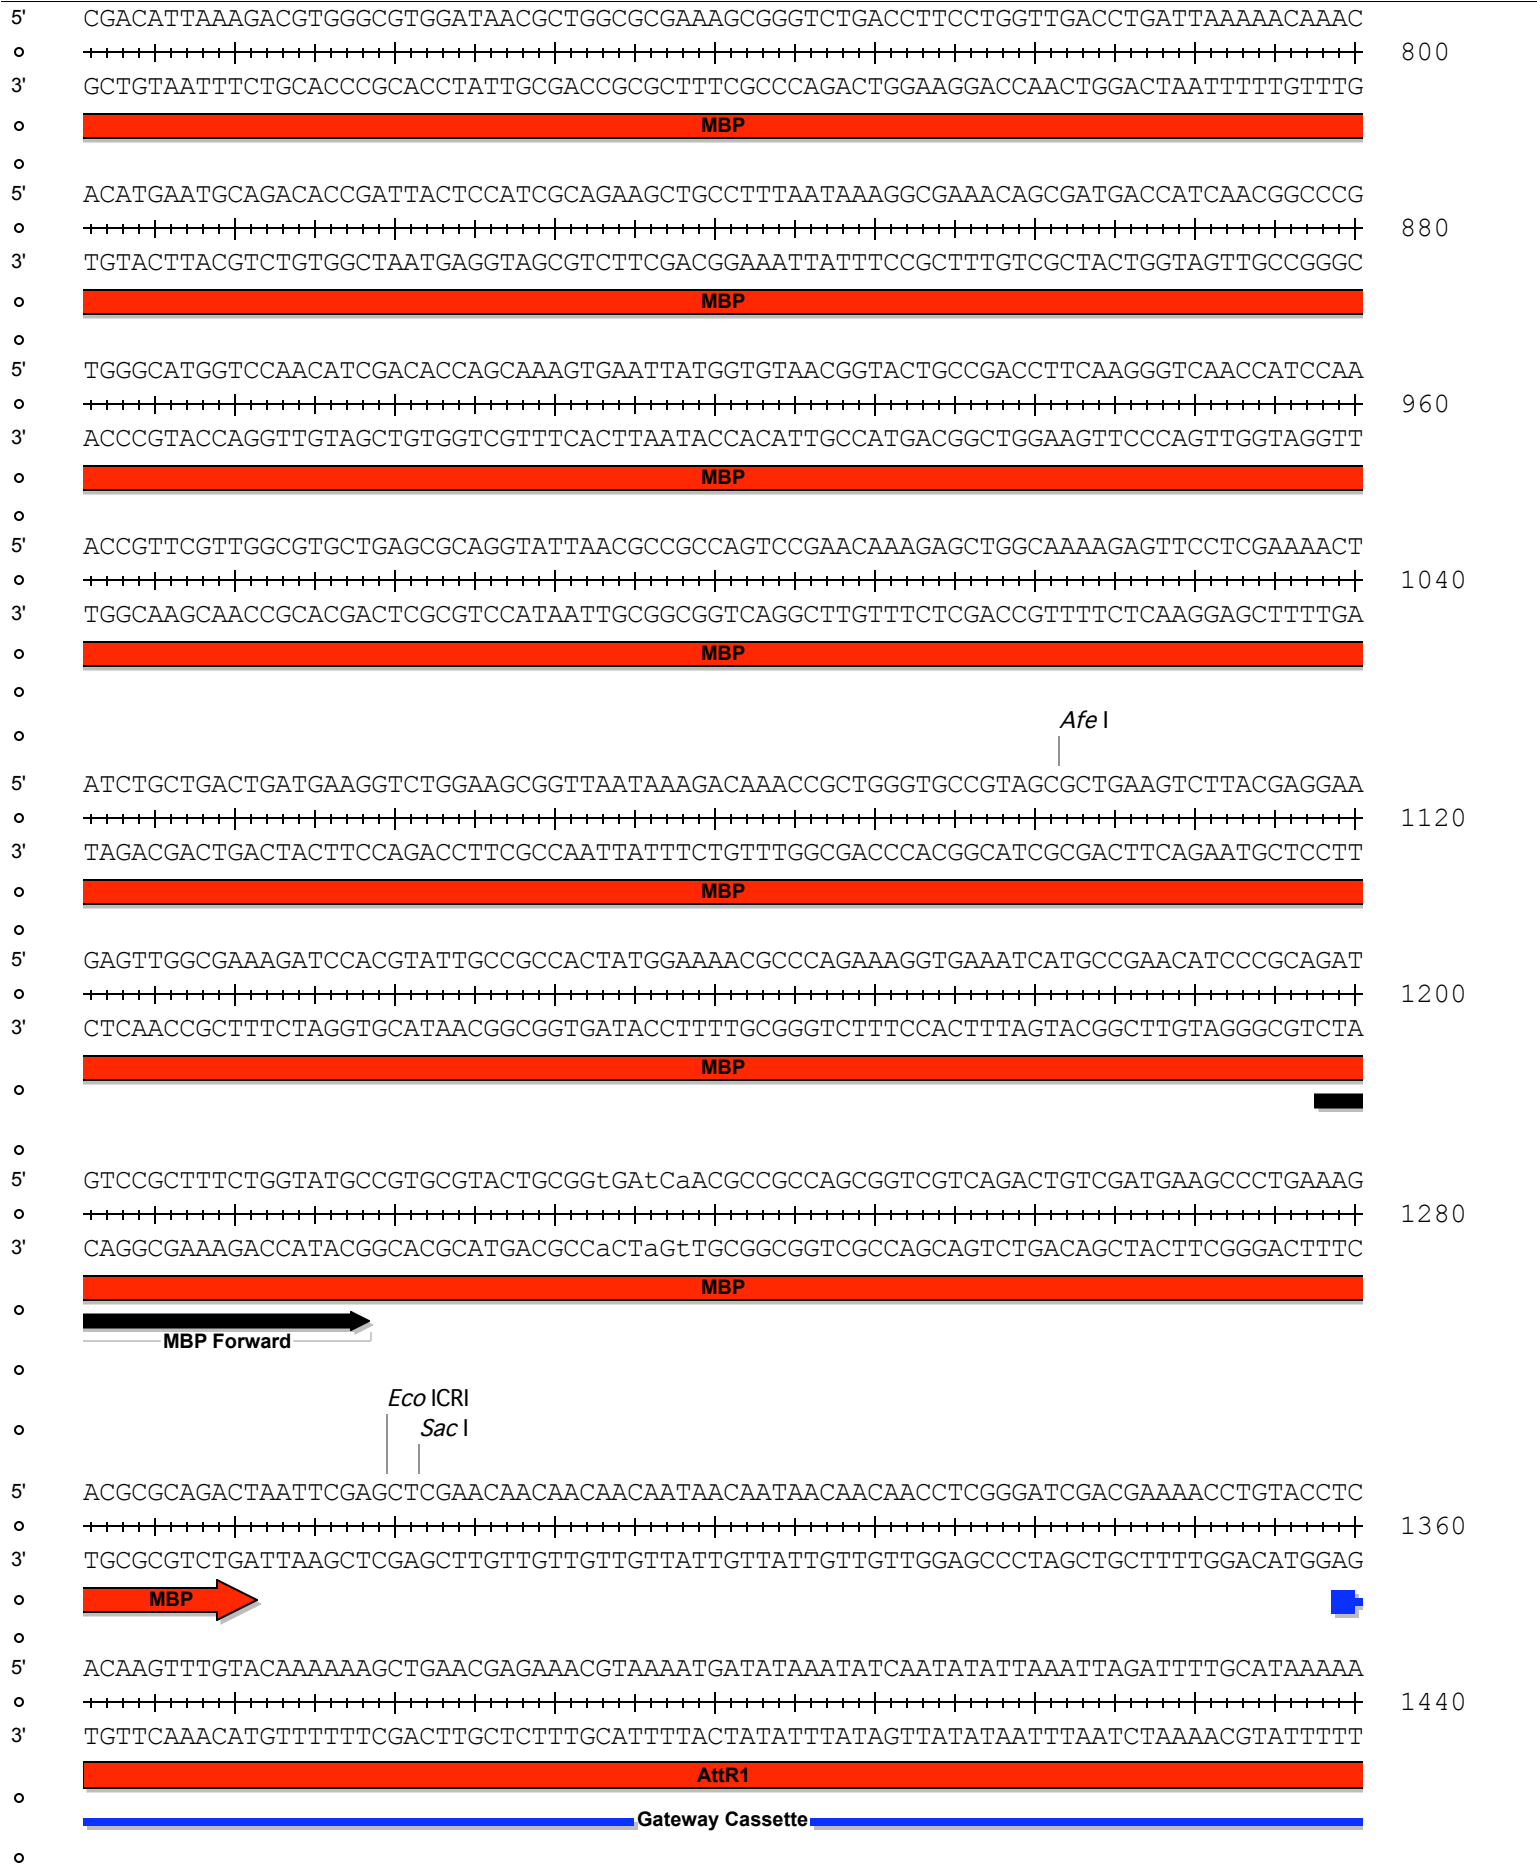 5' CGACATTAAAGACGTGGGCGTGGATAACGCTGGCGCGAAAGCGGGTCTGACCTTCCTGGTTGACCTGATTAAAAACAAAC
800
3' GCTGTAATTTCTGCACCCGCACCTATTGCGACCGCGCTTTCGCCCAGACTGGAAGGACCAACTGGACTAATTTTTGTTTG
MBP
5' ACATGAATGCAGACACCGATTACTCCATCGCAGAAGCTGCCTTTAATAAAGGCGAAACAGCGATGACCATCAACGGCCCG
880
3' TGTACTTACGTCTGTGGCTAATGAGGTAGCGTCTTCGACGGAAATTATTTCCGCTTTGTCGCTACTGGTAGTTGCCGGGC
MBP
5' TGGGCATGGTCCAACATCGACACCAGCAAAGTGAATTATGGTGTAACGGTACTGCCGACCTTCAAGGGTCAACCATCCAA
960
3' ACCCGTACCAGGTTGTAGCTGTGGTCGTTTCACTTAATACCACATTGCCATGACGGCTGGAAGTTCCCAGTTGGTAGGTT
MBP
5' ACCGTTCGTTGGCGTGCTGAGCGCAGGTATTAACGCCGCCAGTCCGAACAAAGAGCTGGCAAAAGAGTTCCTCGAAAACT
1040
3' TGGCAAGCAACCGCACGACTCGCGTCCATAATTGCGGCGGTCAGGCTTGTTTCTCGACCGTTTTCTCAAGGAGCTTTTGA
MBP
Afe I
5' ATCTGCTGACTGATGAAGGTCTGGAAGCGGTTAATAAAGACAAACCGCTGGGTGCCGTAGCGCTGAAGTCTTACGAGGAA
1120
3' TAGACGACTGACTACTTCCAGACCTTCGCCAATTATTTCTGTTTGGCGACCCACGGCATCGCGACTTCAGAATGCTCCTT
MBP
5' GAGTTGGCGAAAGATCCACGTATTGCCGCCACTATGGAAAACGCCCAGAAAGGTGAAATCATGCCGAACATCCCGCAGAT
1200
3' CTCAACCGCTTTCTAGGTGCATAACGGCGGTGATACCTTTTGCGGGTCTTTCCACTTTAGTACGGCTTGTAGGGCGTCTA
MBP
5' GTCCGCTTTCTGGTATGCCGTGCGTACTGCGGtGAtCaACGCCGCCAGCGGTCGTCAGACTGTCGATGAAGCCCTGAAAG
1280
3' CAGGCGAAAGACCATACGGCACGCATGACGCCaCTaGtTGCGGCGGTCGCCAGCAGTCTGACAGCTACTTCGGGACTTTC
MBP
MBP Forward
Eco ICRI
Sac I
5' ACGCGCAGACTAATTCGAGCTCGAACAACAACAACAATAACAATAACAACAACCTCGGGATCGACGAAAACCTGTACCTC
1360
3' TGCGCGTCTGATTAAGCTCGAGCTTGTTGTTGTTGTTATTGTTATTGTTGTTGGAGCCCTAGCTGCTTTTGGACATGGAG
MBP
5' ACAAGTTTGTACAAAAAAGCTGAACGAGAAACGTAAAATGATATAAATATCAATATATTAAATTAGATTTTGCATAAAAA
1440
3' TGTTCAAACATGTTTTTTCGACTTGCTCTTTGCATTTTACTATATTTATAGTTATATAATTTAATCTAAAACGTATTTTT
AttR1
Gateway Cassette